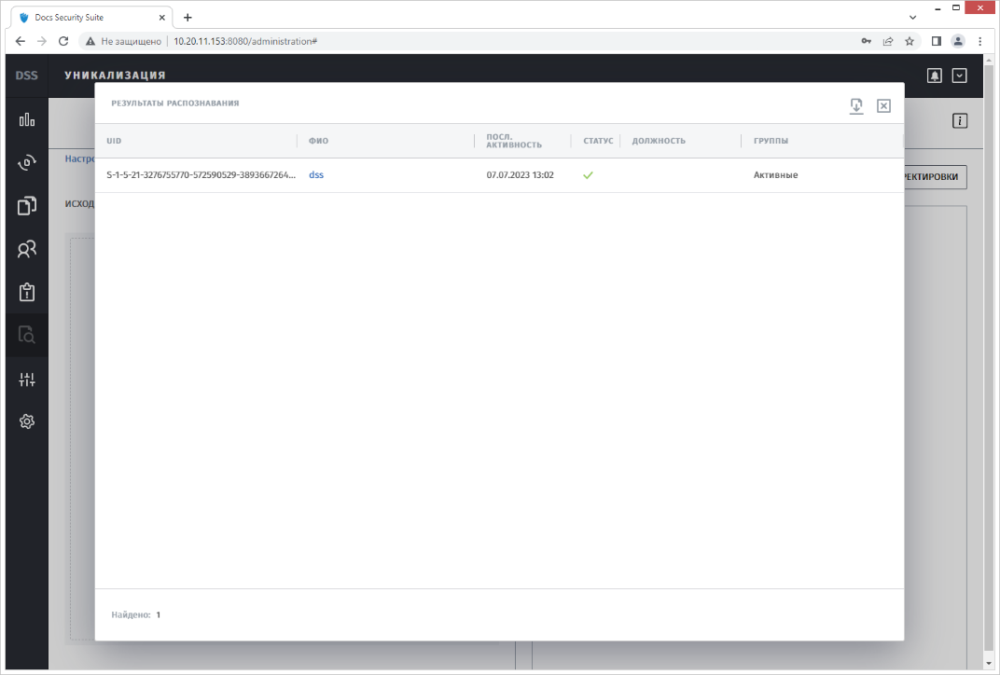 Docs Security Suite
Не защищено
10.20.11.153:8080/administration#
DSS
УНИКАЛИЗАЦИЯ
РЕЗУЛЬТАТЫ РАСПОЗНАВАНИЯ
Настро
РЕКТИРОВКИ
ИСХОД
UID ФИО ПОСЛ. АКТИВНОСТЬ СТАТУС ДОЛЖНОСТЬ ГРУППЫ
S-1-5-21-3276755770-572590529-3893667264... dss 07.07.2023 13:02 Активные
Найдено: 1